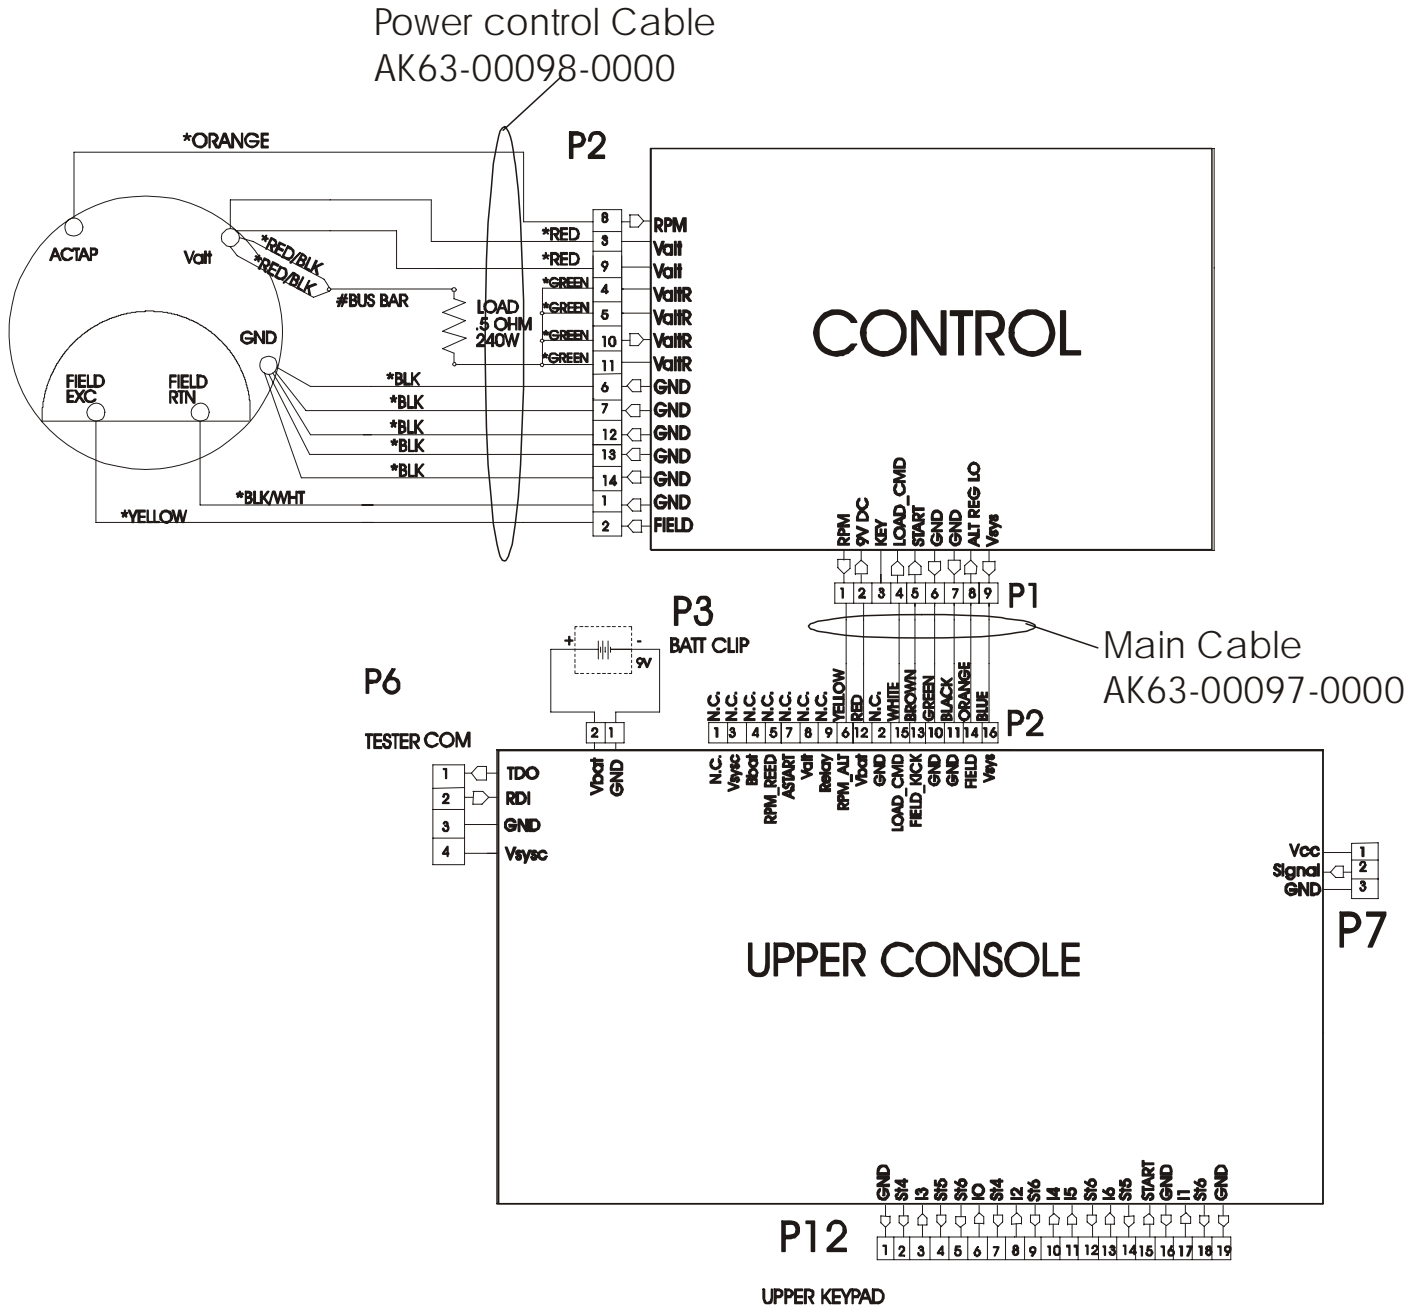 Power control Cable
AK63-00098-0000
*ORANGE
P2
ACTAP
Valt
*RED/BLK
*RED/BLK
#BUS BAR
LOAD
.5 OHM
240W
GND
FIELD
EXC
FIELD
RTN
8 RPM
*RED 3 Valt
*RED 9 Valt
*GREEN 4 ValtR
*GREEN 5 ValtR
*GREEN 10 ValtR
*GREEN 11 ValtR
*BLK 6 GND
*BLK 7 GND
*BLK 12 GND
*BLK 13 GND
*BLK 14 GND
*BLK/WHT 1 GND
*YELLOW 2 FIELD
CONTROL
RPM 9V DC KEY LOAD_CMD START GND GND ALT REG LO Vsys
1 2 3 4 5 6 7 8 9
P1
Main Cable
AK63-00097-0000
P3
BATT CLIP
+ -
9V
2 1
Vbat GND
P6
TESTER COM
1 TDO
2 RDI
3 GND
4 Vsysc
N.C. N.C. N.C. N.C. N.C. N.C. N.C. YELLOW RED N.C. WHITE BROWN GREEN BLACK ORANGE BLUE
1 3 4 5 7 8 9 6 12 2 15 13 10 11 14 16
P2
N.C. Vsysc Bbat RPM_REED ASTART Valt Relay RPM_ALT Vbat GND LOAD_CMD FIELD_KICK GND GND FIELD Vsys
Vcc 1
Signal 2
GND 3
P7
UPPER CONSOLE
GND St4 I3 St5 St6 IO St4 I2 St6 I4 I5 St6 I6 St5 START GND I1 St6 GND
P12
1 2 3 4 5 6 7 8 9 10 11 12 13 14 15 16 17 18 19
UPPER KEYPAD